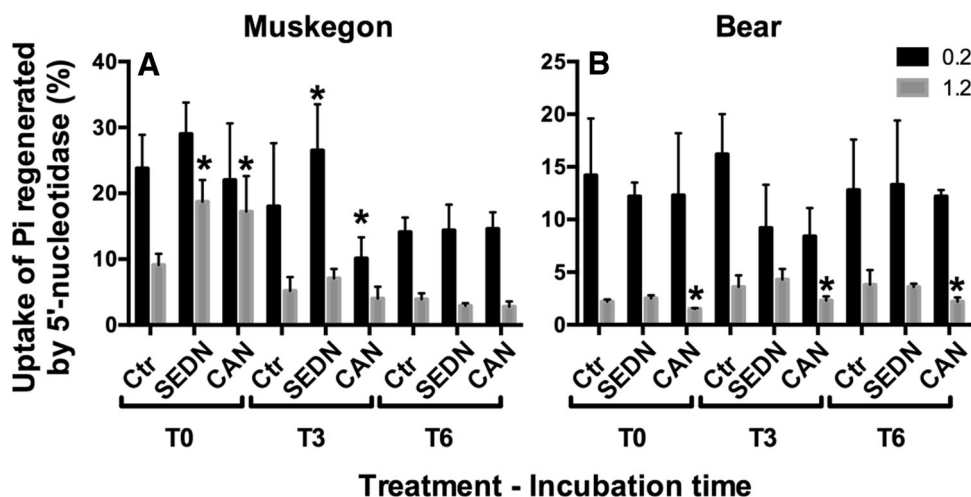 Muskegon
Bear
Uptake of Pi regenerated
by 5'-nucleotidase (%)
A
40
30
20
10
0
* * * *
Ctr SEDN CAN Ctr SEDN CAN Ctr SEDN CAN
T0 T3 T6
B
25
20
15
10
5
0
* * *
Ctr SEDN CAN Ctr SEDN CAN Ctr SEDN CAN
T0 T3 T6
0.2
1.2
Treatment - Incubation time